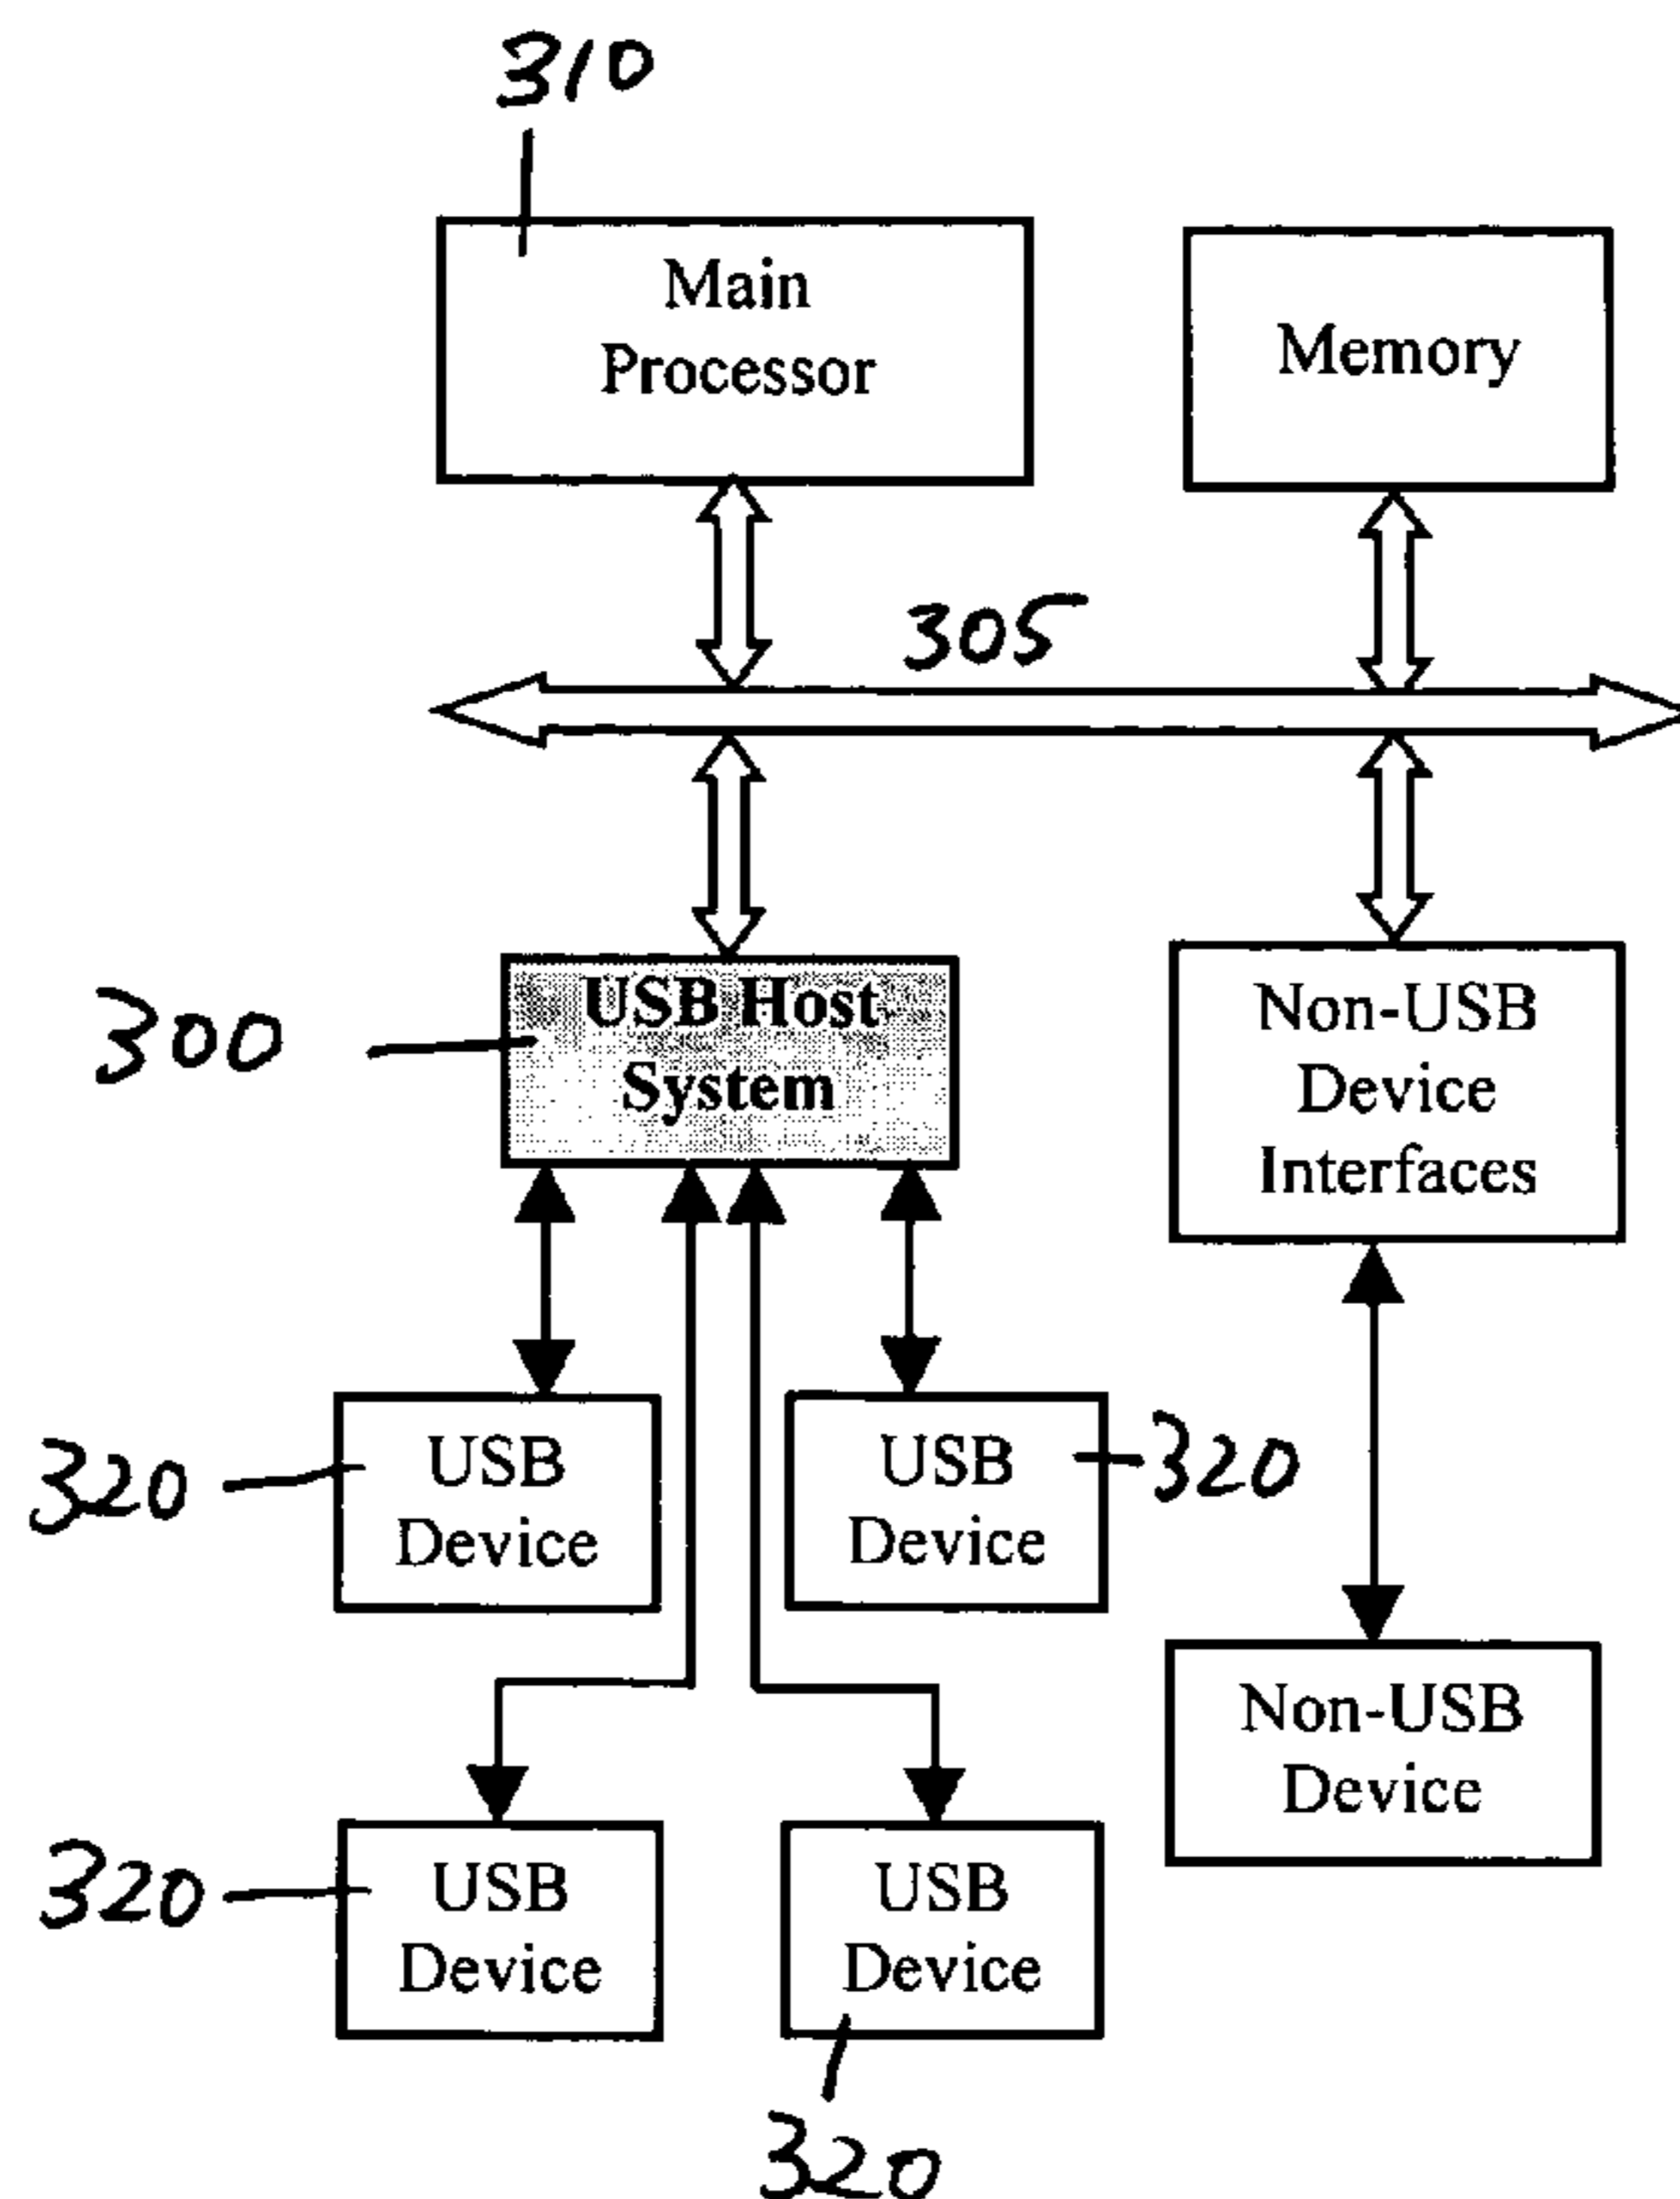 310
Main
Processor
Memory
305
300
USB Host
System
Non-USB
Device
Interfaces
320
USB
Device
USB
Device
320
Non-USB
Device
320
USB
Device
USB
Device
320